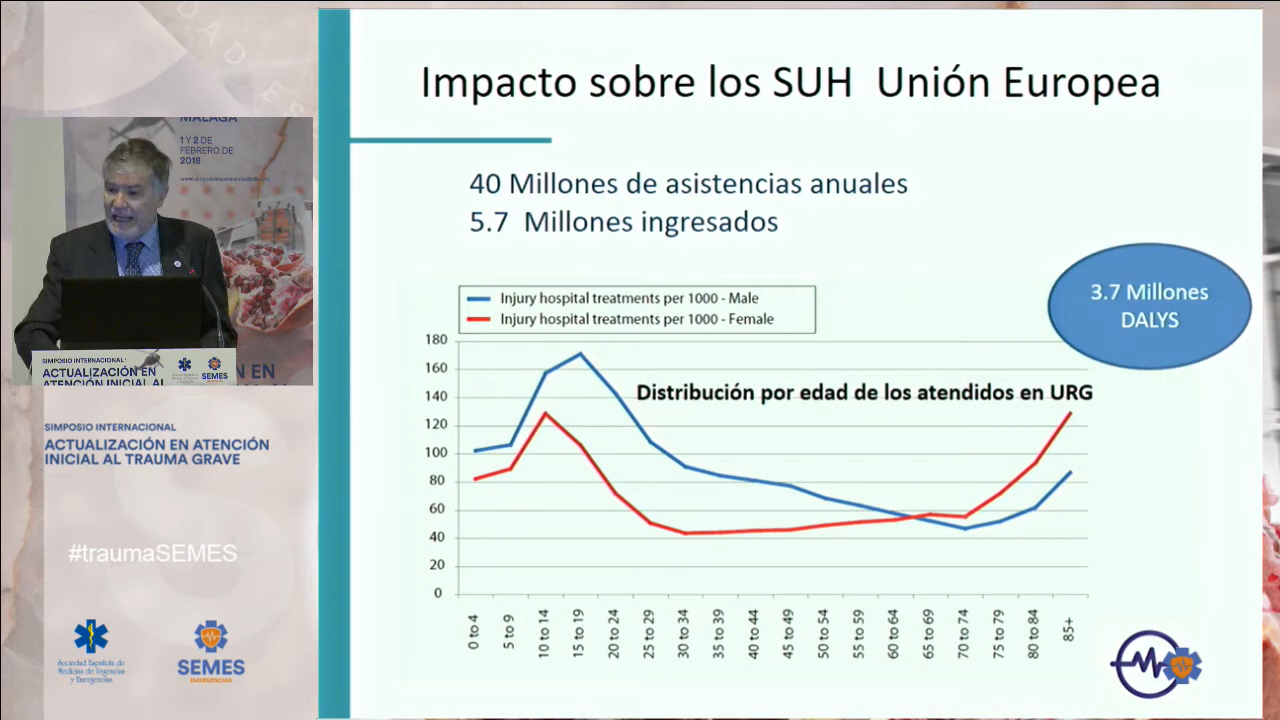 DAD ES
MÁLAGA
1 Y 2 DE
FEBRERO DE
2018
SIMPOSIO INTERNACIONAL
ACTUALIZACIÓN EN
ATENCIÓN INICIAL AL
SEMES
N EN
SIMPOSIO INTERNACIONAL
ACTUALIZACIÓN EN ATENCIÓN
INICIAL AL TRAUMA GRAVE
#traumaSEMES
Sociedad Española de
Medicina de Urgencias
y Emergencias
SEMES
EMERGENCIAS
Impacto sobre los SUH Unión Europea
40 Millones de asistencias anuales
5.7 Millones ingresados
3.7 Millones
DALYS
Injury hospital treatments per 1000 - Male
Injury hospital treatments per 1000 - Female
Distribución por edad de los atendidos en URG
180
160
140
120
100
80
60
40
20
0
0 to 4
5 to 9
10 to 14
15 to 19
20 to 24
25 to 29
30 to 34
35 to 39
40 to 44
45 to 49
50 to 54
55 to 59
60 to 64
65 to 69
70 to 74
75 to 79
80 to 84
85+